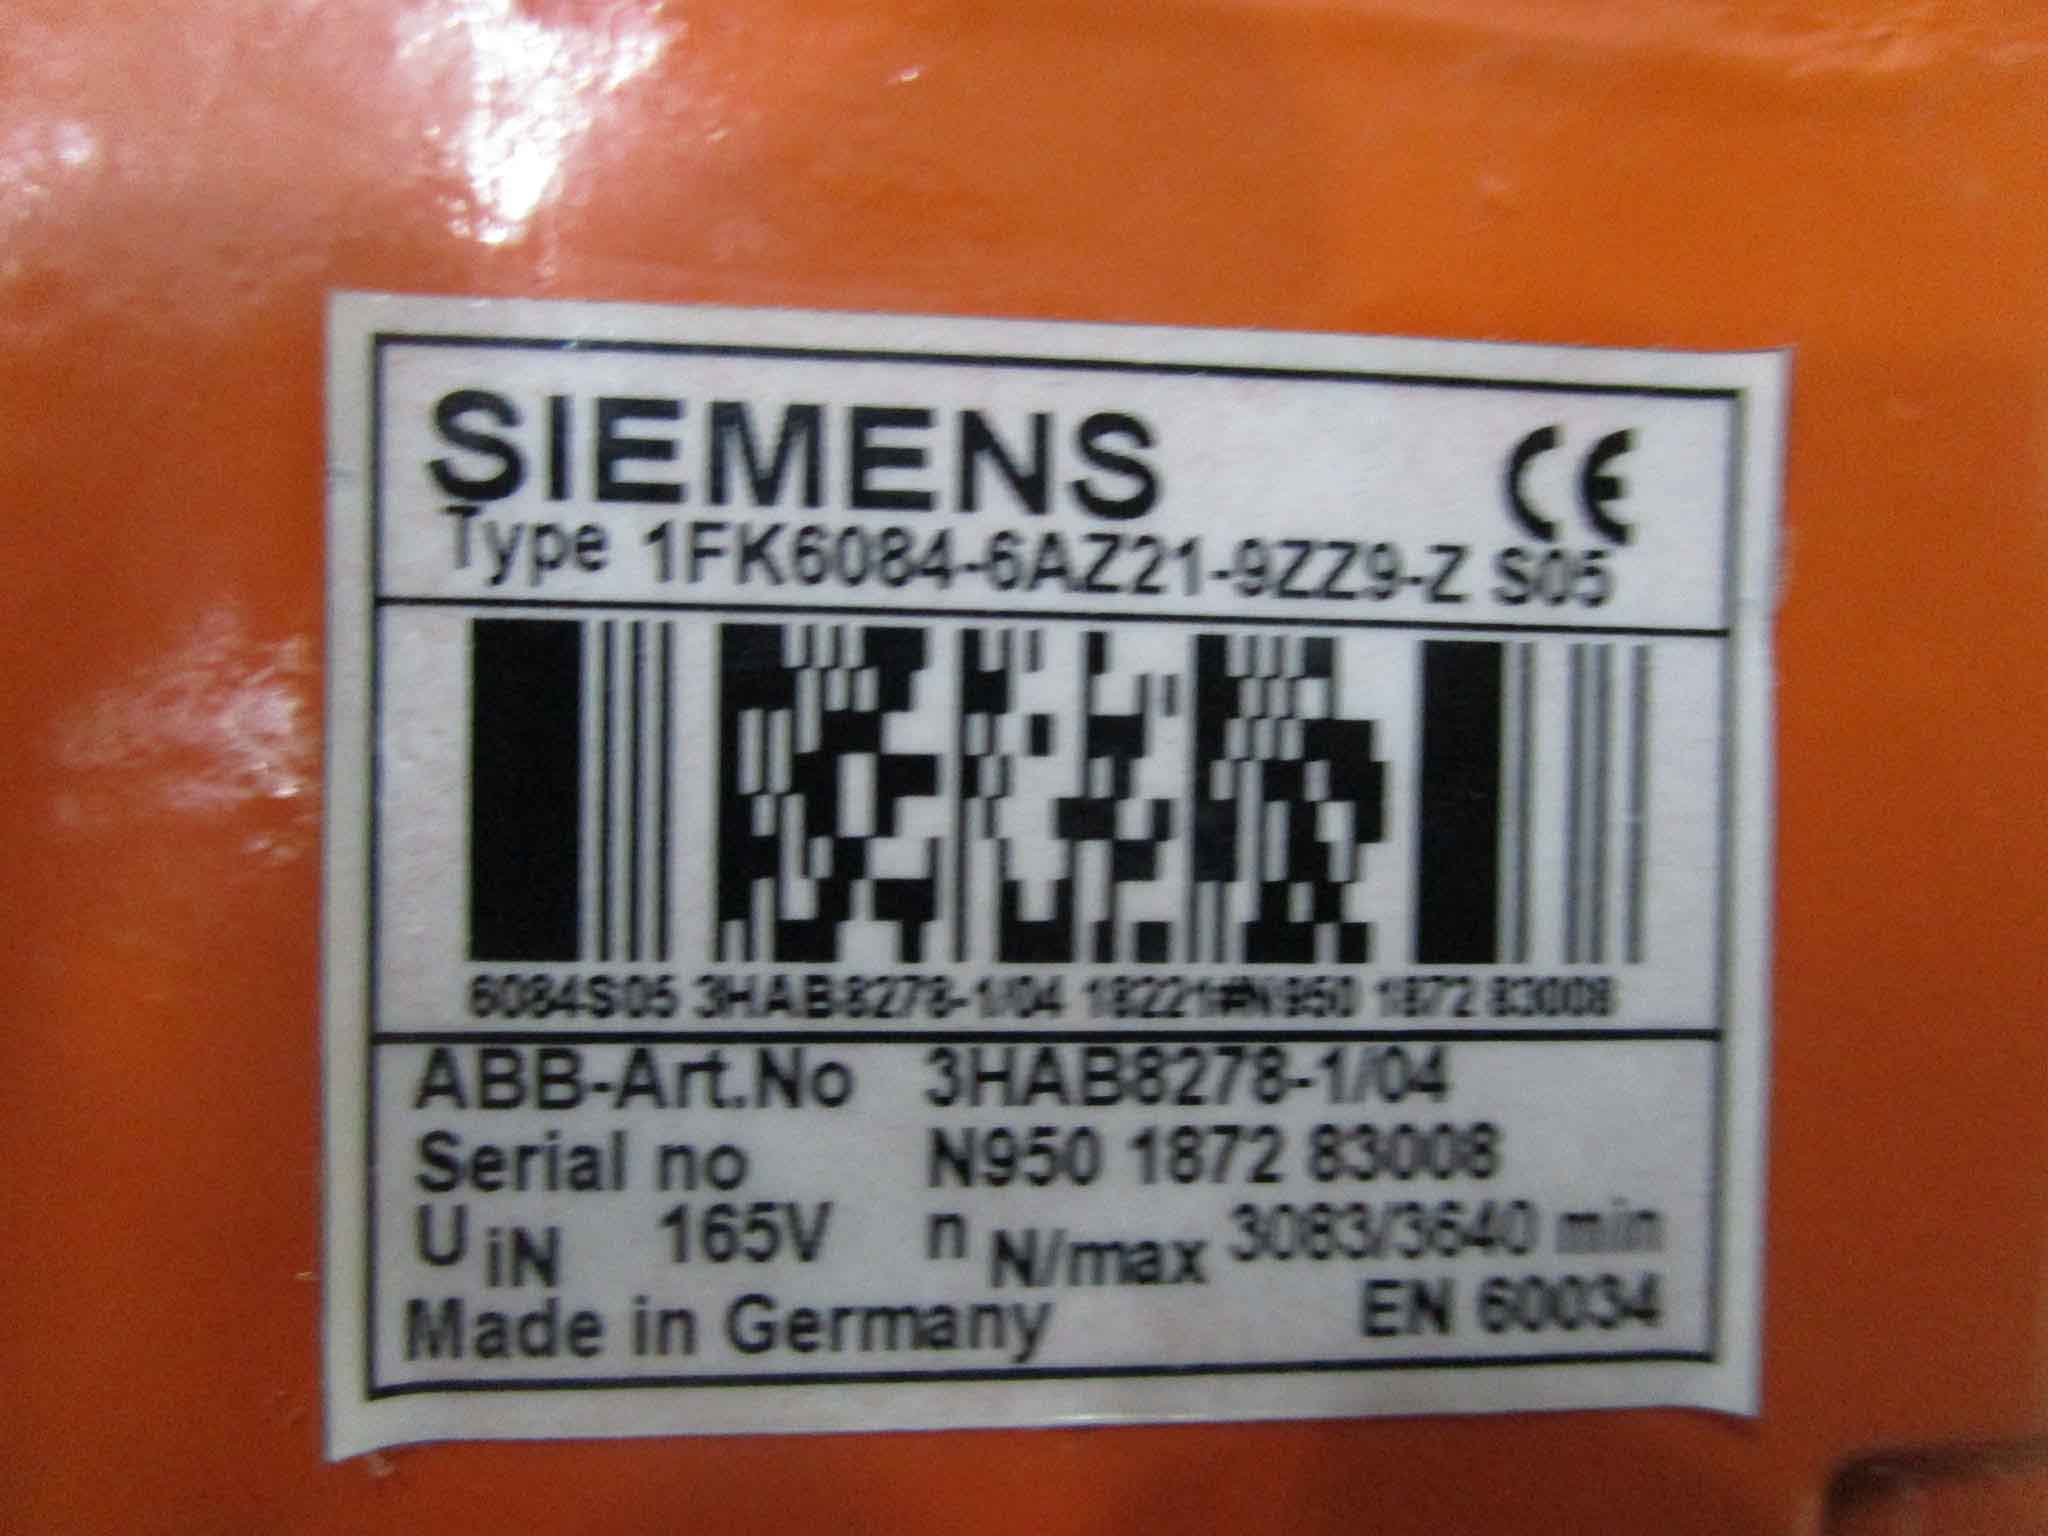 SIEMENS CE
Type 1FK6084-6AZ21-9ZZ9-Z S05
6084S05 3HAB8278-1/04 18221#N950 1872 83008
ABB-Art.No 3HAB8278-1/04
Serial no N950 1872 83008
U iN 165V n N/max 3083/3640 min
Made in Germany EN 60034